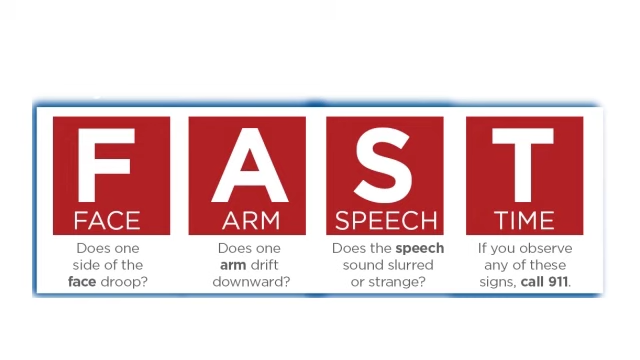 F
FACE
Does one
side of the
face droop?
A
ARM
Does one
arm drift
downward?
S
SPEECH
Does the speech
sound slurred
or strange?
T
TIME
If you observe
any of these
signs, call 911.